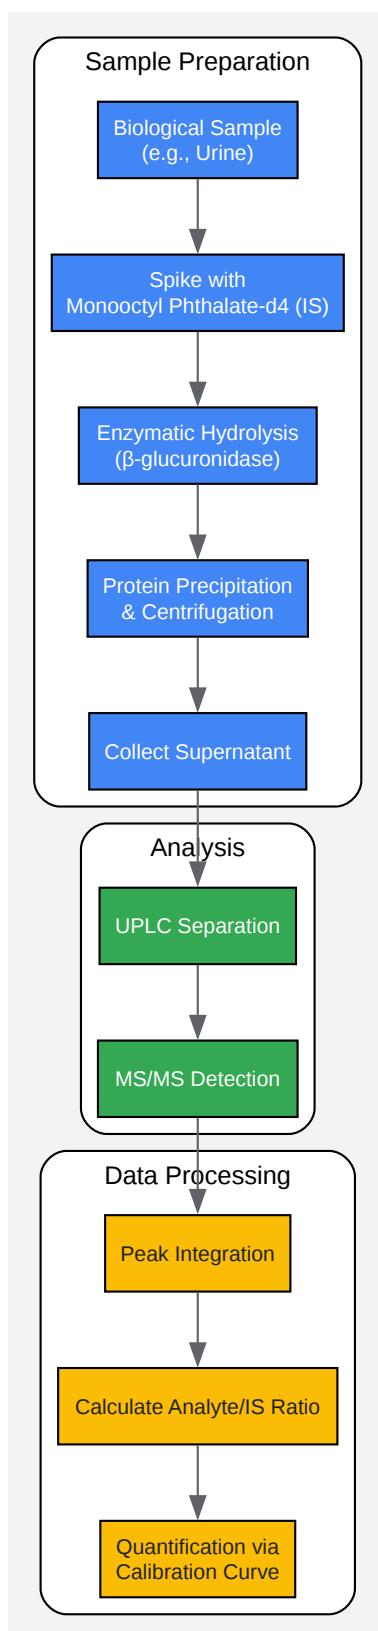 Sample Preparation
Biological Sample
(e.g., Urine)
Spike with
Monooctyl Phthalate-d4 (IS)
Enzymatic Hydrolysis
(β-glucuronidase)
Protein Precipitation
& Centrifugation
Collect Supernatant
Analysis
UPLC Separation
MS/MS Detection
Data Processing
Peak Integration
Calculate Analyte/IS Ratio
Quantification via
Calibration Curve